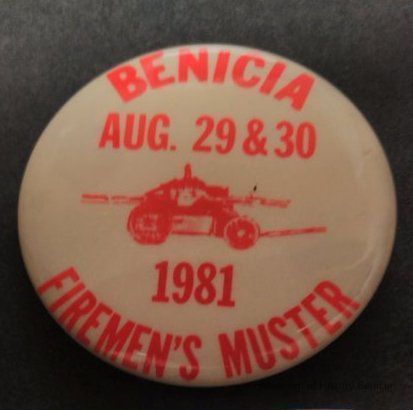 BENICIA
AUG. 29 & 30
1981
FIREMEN'S MUSTER